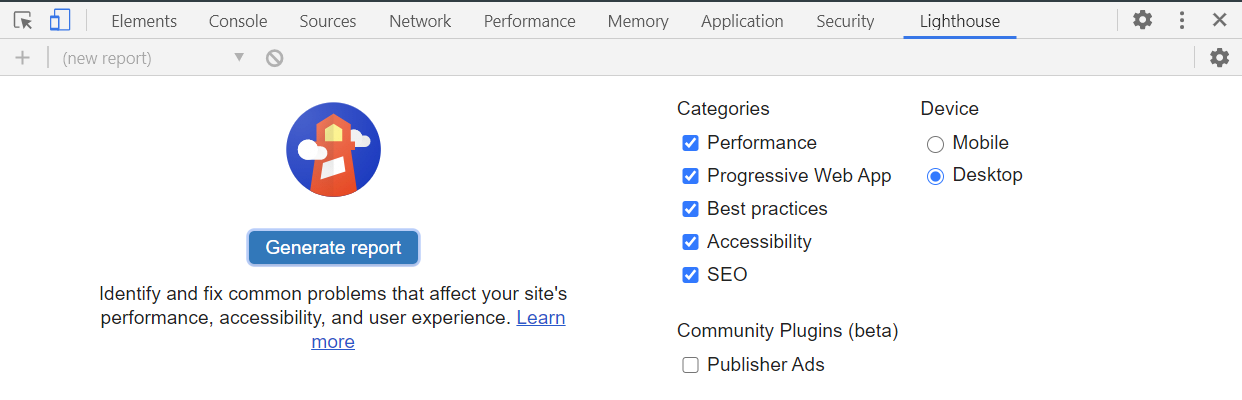 Elements Console Sources Network Performance Memory Application Security Lighthouse
(new report)
Generate report
Identify and fix common problems that affect your site's
performance, accessibility, and user experience. Learn
more
Categories
Performance
Progressive Web App
Best practices
Accessibility
SEO
Community Plugins (beta)
Publisher Ads
Device
Mobile
Desktop